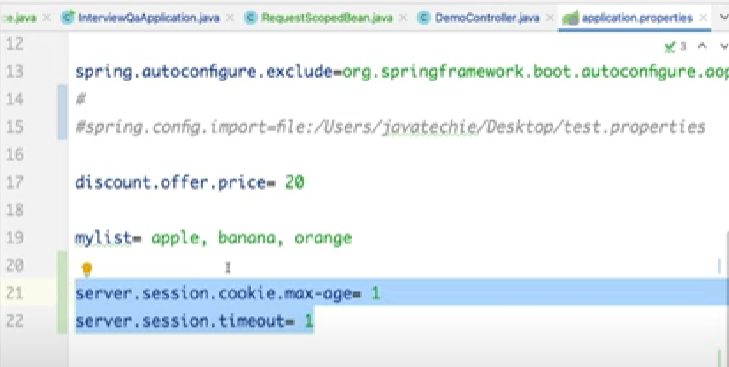 e.java InterviewQaApplication.java RequestScopedBean.java DemoController.java application.properties
12
3
13 spring.autoconfigure.exclude=org.springframework.boot.autoconfigure.aop
14 #
15 #spring.config.import=file:/Users/javatechie/Desktop/test.properties
16
17 discount.offer.price= 20
18
19 mylist= apple, banana, orange
20
21 server.session.cookie.max-age= 1
22 server.session.timeout= 1